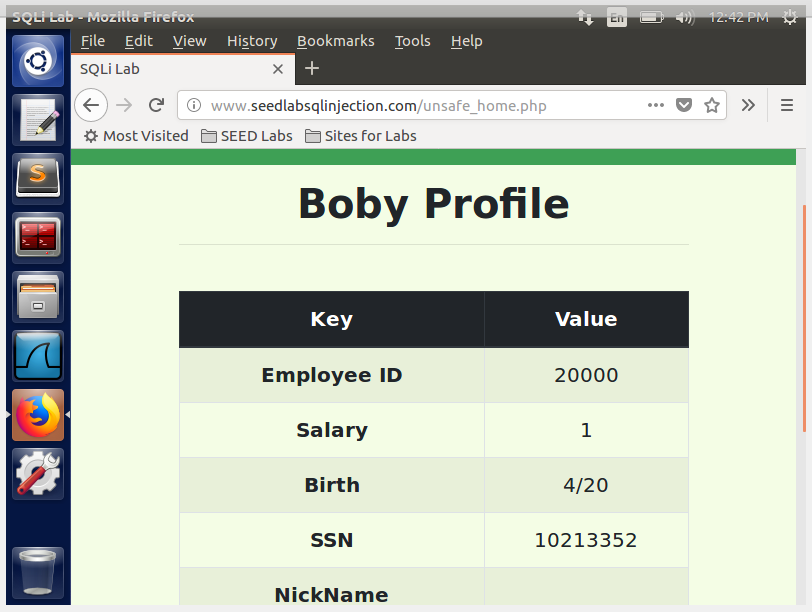 SQLi Lab - Mozilla Firefox En 12:42 PM
File Edit View History Bookmarks Tools Help
SQLi Lab
www.seedlabsqlinjection.com/unsafe_home.php
Most Visited SEED Labs Sites for Labs
Boby Profile
Key Value
Employee ID 20000
Salary 1
Birth 4/20
SSN 10213352
NickName